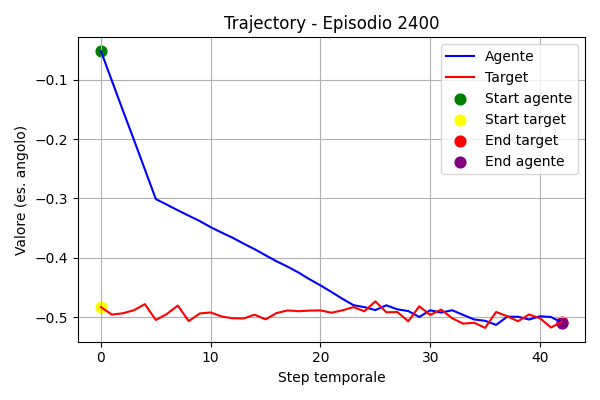 Trajectory - Episodio 2400
Agente
Target
Start agente
Start target
End target
End agente
Valore (es. angolo)
−0.1
−0.2
−0.3
−0.4
−0.5
0
10
20
30
40
Step temporale